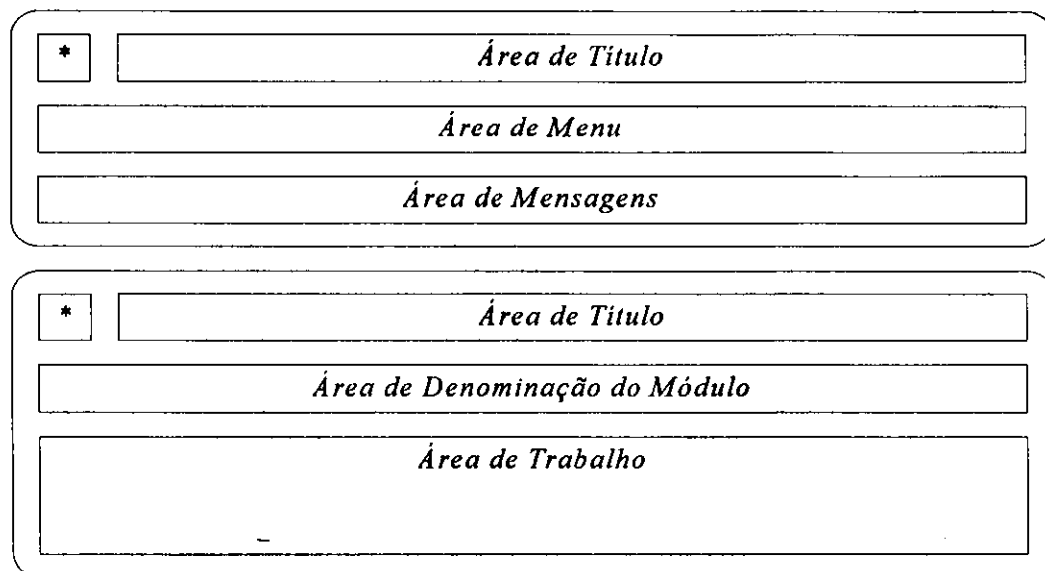 * Área de Título
Área de Menu
Área de Mensagens
* Área de Título
Área de Denominação do Módulo
Área de Trabalho